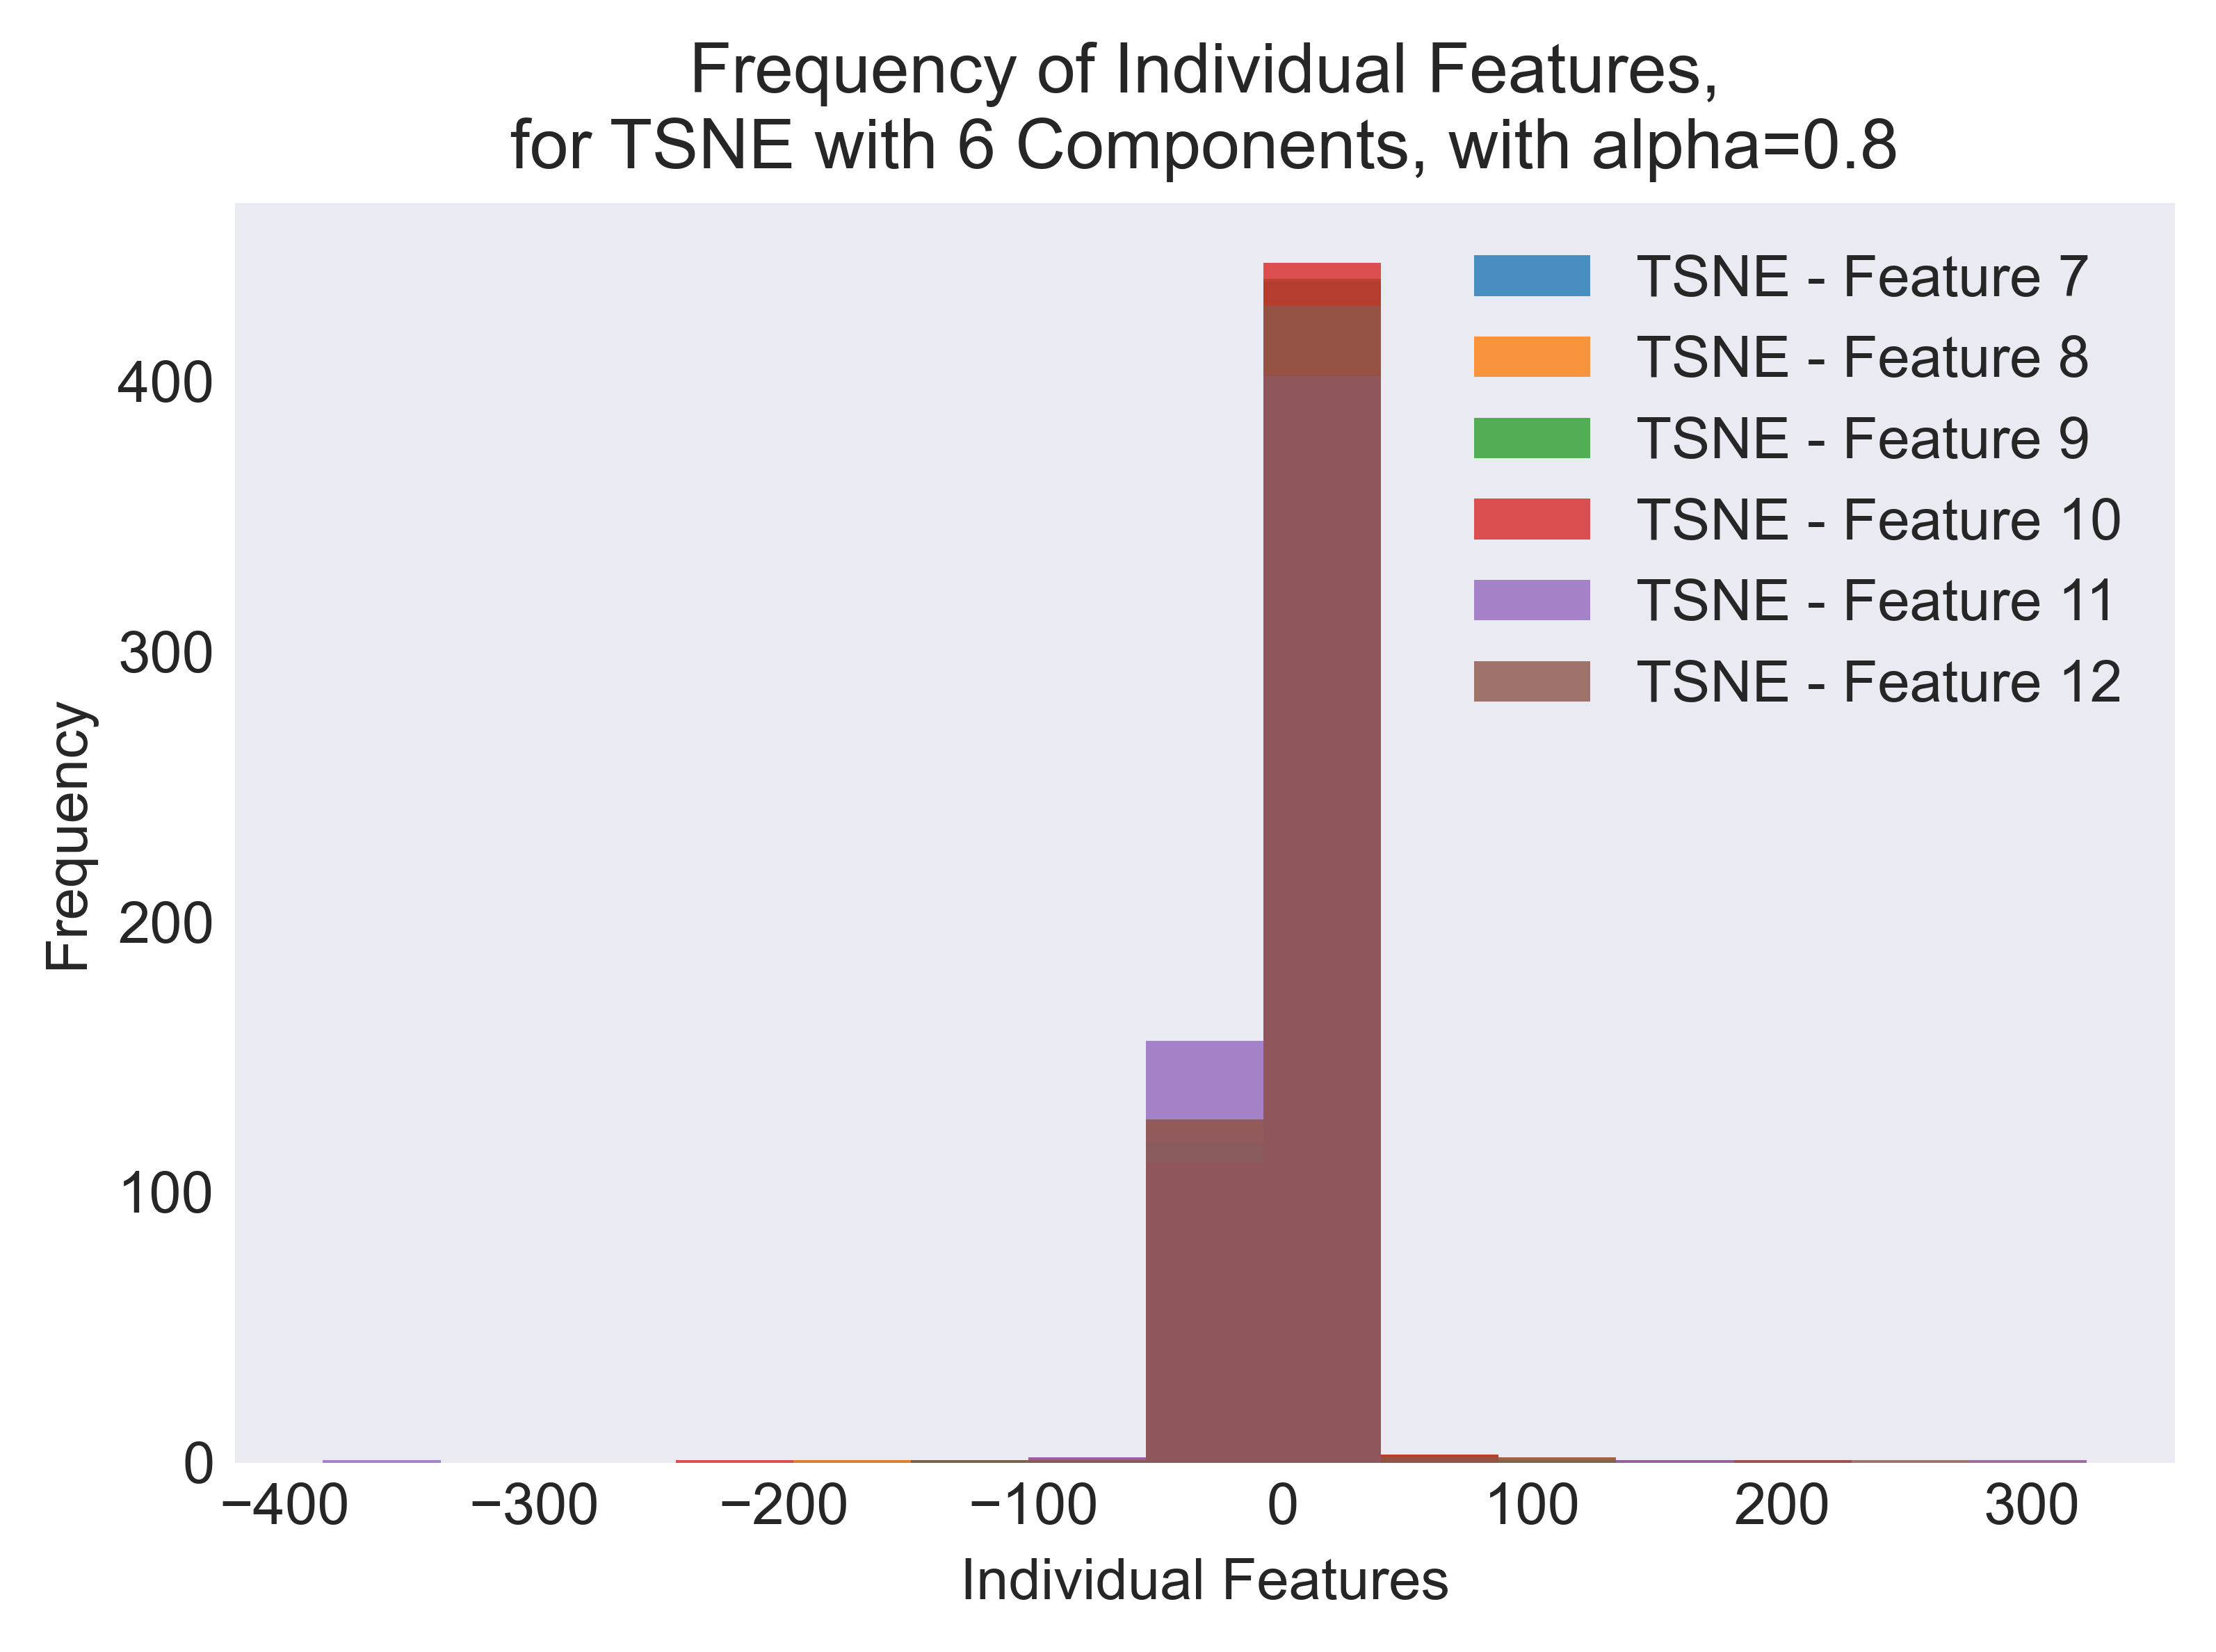 Frequency of Individual Features,
for TSNE with 6 Components, with alpha=0.8
TSNE - Feature 7
TSNE - Feature 8
TSNE - Feature 9
TSNE - Feature 10
TSNE - Feature 11
TSNE - Feature 12
Frequency
400
300
200
100
0
−400 −300 −200 −100 0 100 200 300
Individual Features